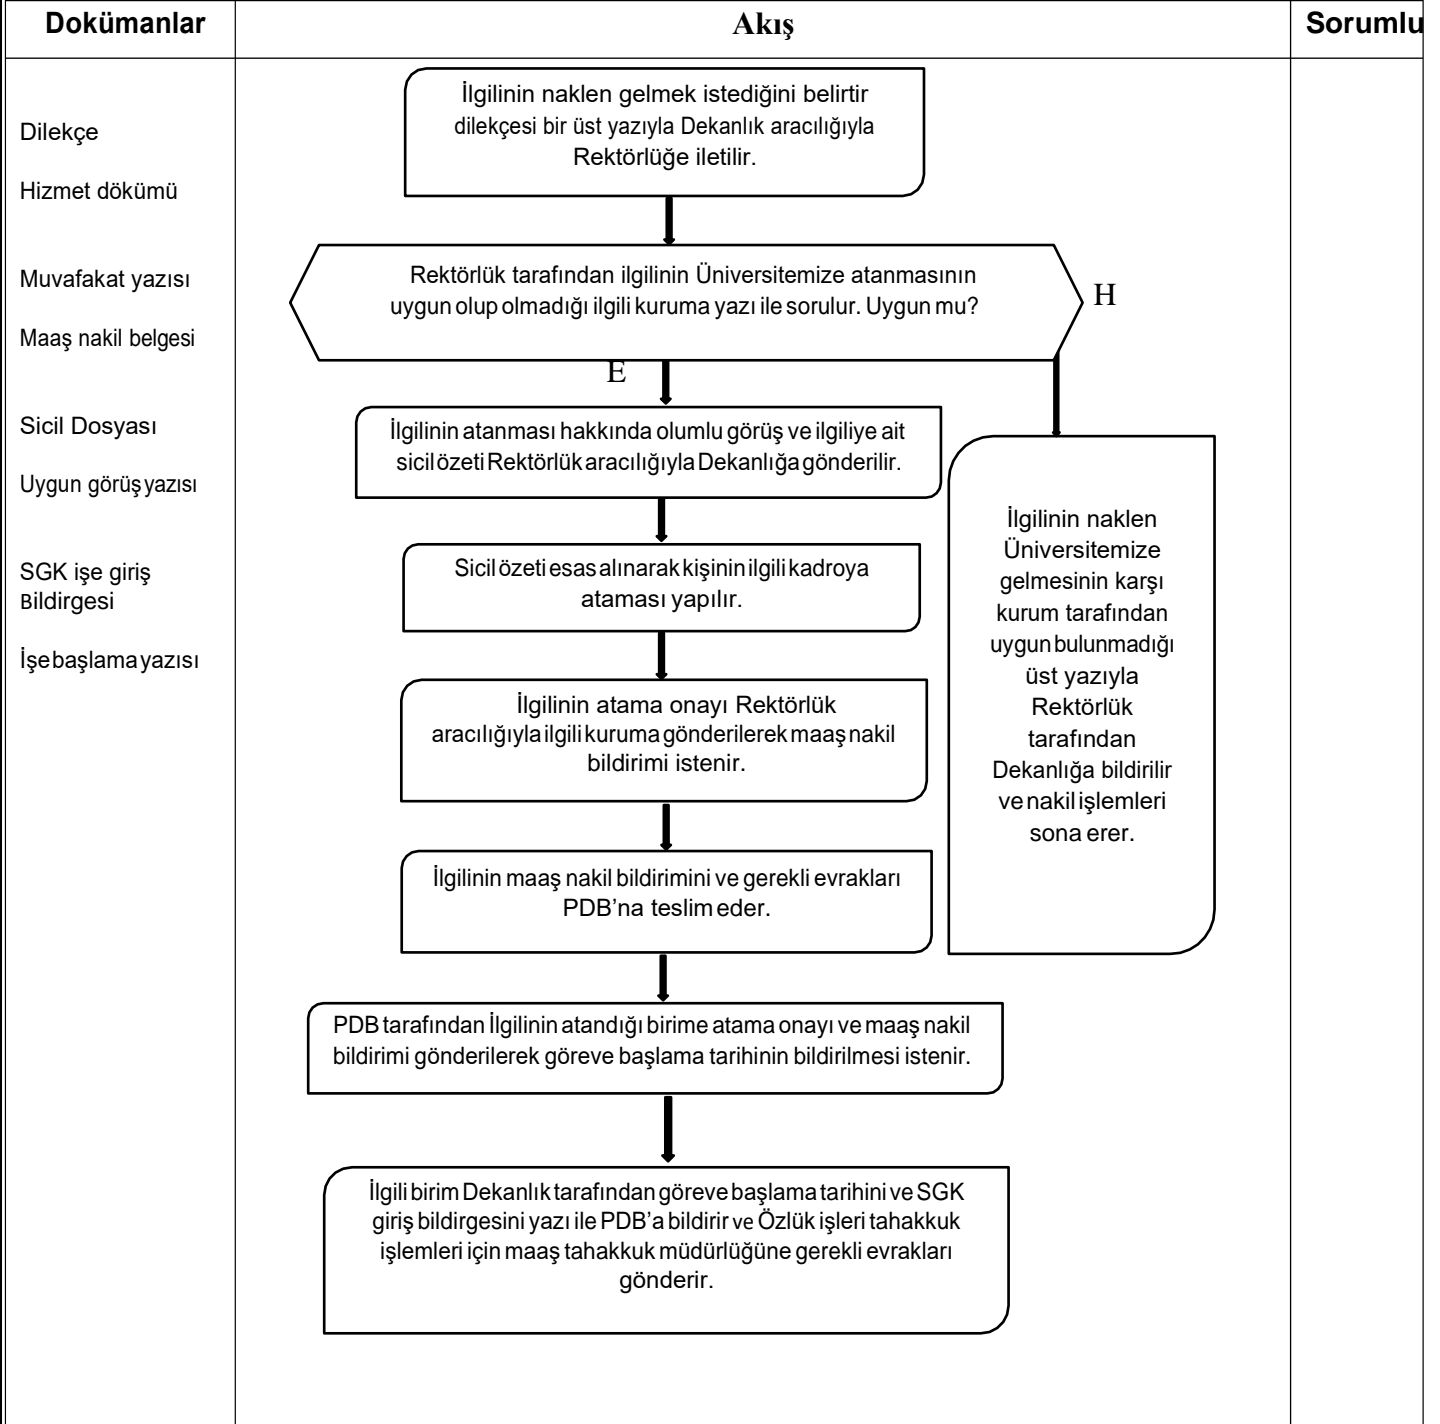 Dokümanlar
Akış
Sorumlu
Dilekçe
Hizmet dökümü
Muvafakat yazısı
Maaş nakil belgesi
Sicil Dosyası
Uygun görüş yazısı
SGK işe giriş
Bildirgesi
İşe başlama yazısı
İlgilinin naklen gelmek istediğini belirtir
dilekçesi bir üst yazıyla Dekanlık aracılığıyla
Rektörlüğe iletilir.
Rektörlük tarafından ilgilinin Üniversitemize atanmasının
uygun olup olmadığı ilgili kuruma yazı ile sorulur. Uygun mu?
H
E
İlgilinin atanması hakkında olumlu görüş ve ilgiliye ait
sicil özeti Rektörlük aracılığıyla Dekanlığa gönderilir.
İlgilinin naklen
Üniversitemize
gelmesinin karşı
kurum tarafından
uygun bulunmadığı
üst yazıyla
Rektörlük
tarafından
Dekanlığa bildirilir
ve nakil işlemleri
sona erer.
Sicil özeti esas alınarak kişinin ilgili kadroya
ataması yapılır.
İlgilinin atama onayı Rektörlük
aracılığıyla ilgili kuruma gönderilerek maaş nakil
bildirimi istenir.
İlgilinin maaş nakil bildirimini ve gerekli evrakları
PDB’na teslim eder.
PDB tarafından İlgilinin atandığı birime atama onayı ve maaş nakil
bildirimi gönderilerek göreve başlama tarihinin bildirilmesi istenir.
İlgili birim Dekanlık tarafından göreve başlama tarihini ve SGK
giriş bildirgesini yazı ile PDB’a bildirir ve Özlük işleri tahakkuk
işlemleri için maaş tahakkuk müdürlüğüne gerekli evrakları
gönderir.